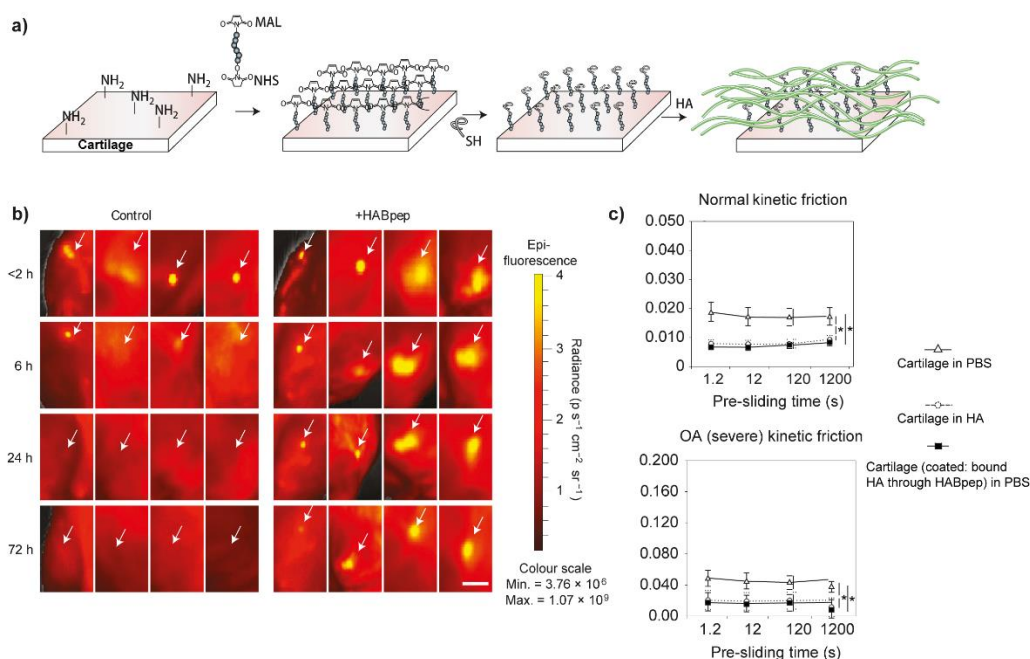 a)
MAL
NHS
NH2
NH2
NH2
NH2
NH2
Cartilage
SH
HA
b)
Control
+HABpep
<2 h
6 h
24 h
72 h
Epi-
fluorescence
4
3
2
1
Radiance (p s⁻¹ cm⁻² sr⁻¹)
Colour scale
Min. = 3.76 × 10⁶
Max. = 1.07 × 10⁹
c)
Normal kinetic friction
0.050
0.040
0.030
0.020
0.010
0
1.2 12 120 1200
Pre-sliding time (s)
* *
OA (severe) kinetic friction
0.200
0.160
0.120
0.080
0.040
0.00
1.2 12 120 1200
Pre-sliding time (s)
* *
Cartilage in PBS
Cartilage in HA
Cartilage (coated: bound
HA through HABpep) in PBS